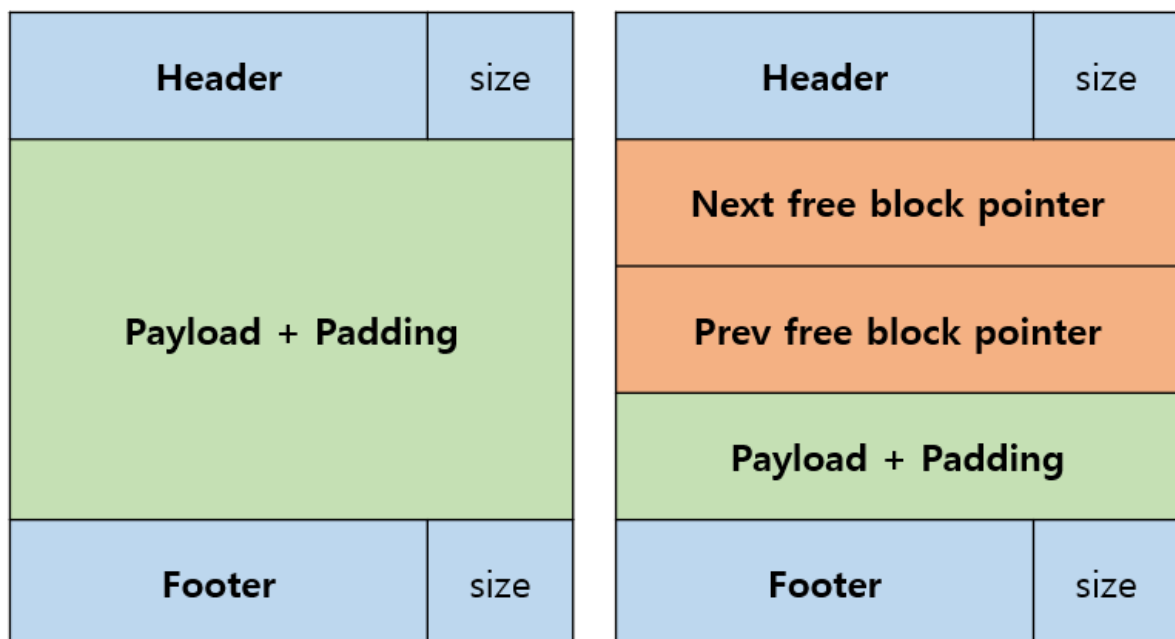 Header size
Payload + Padding
Footer size
Header size
Next free block pointer
Prev free block pointer
Payload + Padding
Footer size